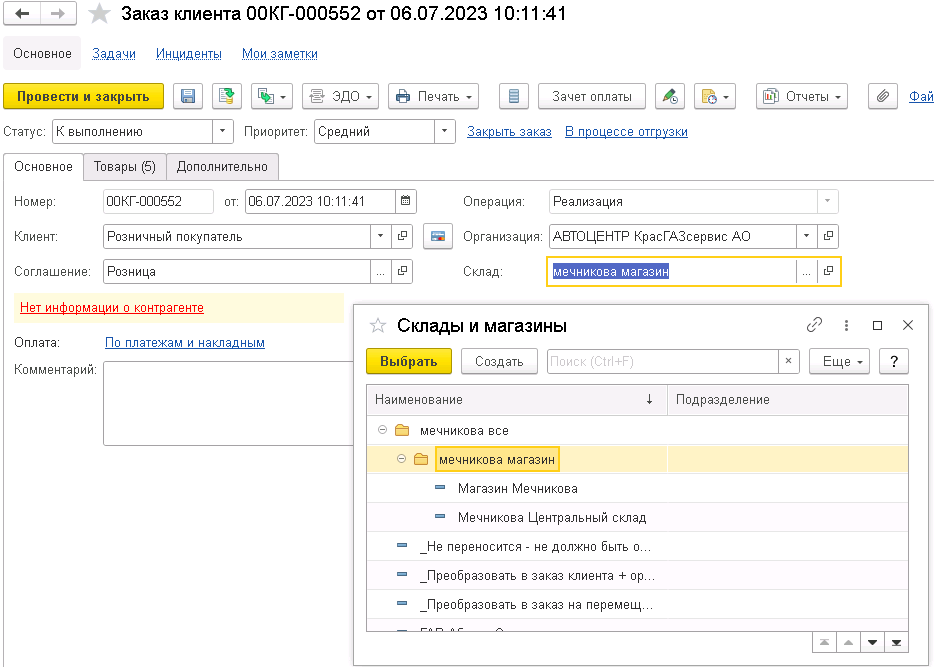 Заказ клиента 00КГ-000552 от 06.07.2023 10:11:41
Основное Задачи Инциденты Мои заметки
Провести и закрыть ЭДО Печать Зачет оплаты Отчеты Фай
Статус: К выполнению Приоритет: Средний Закрыть заказ В процессе отгрузки
Основное Товары (5) Дополнительно
Номер: 00КГ-000552 от: 06.07.2023 10:11:41 Операция: Реализация
Клиент: Розничный покупатель Организация: АВТОЦЕНТР КрасГАЗсервис АО
Соглашение: Розница ... Склад: мечникова магазин ...
Нет информации о контрагенте
Оплата: По платежам и накладным
Комментарий:
Склады и магазины
Выбрать Создать Поиск (Ctrl+F) × Еще ?
Наименование ↓ Подразделение
мечникова все
мечникова магазин
Магазин Мечникова
Мечникова Центральный склад
_Не переносится - не должно быть о...
_Преобразовать в заказ клиента + ор...
_Преобразовать в заказ на перемещ...